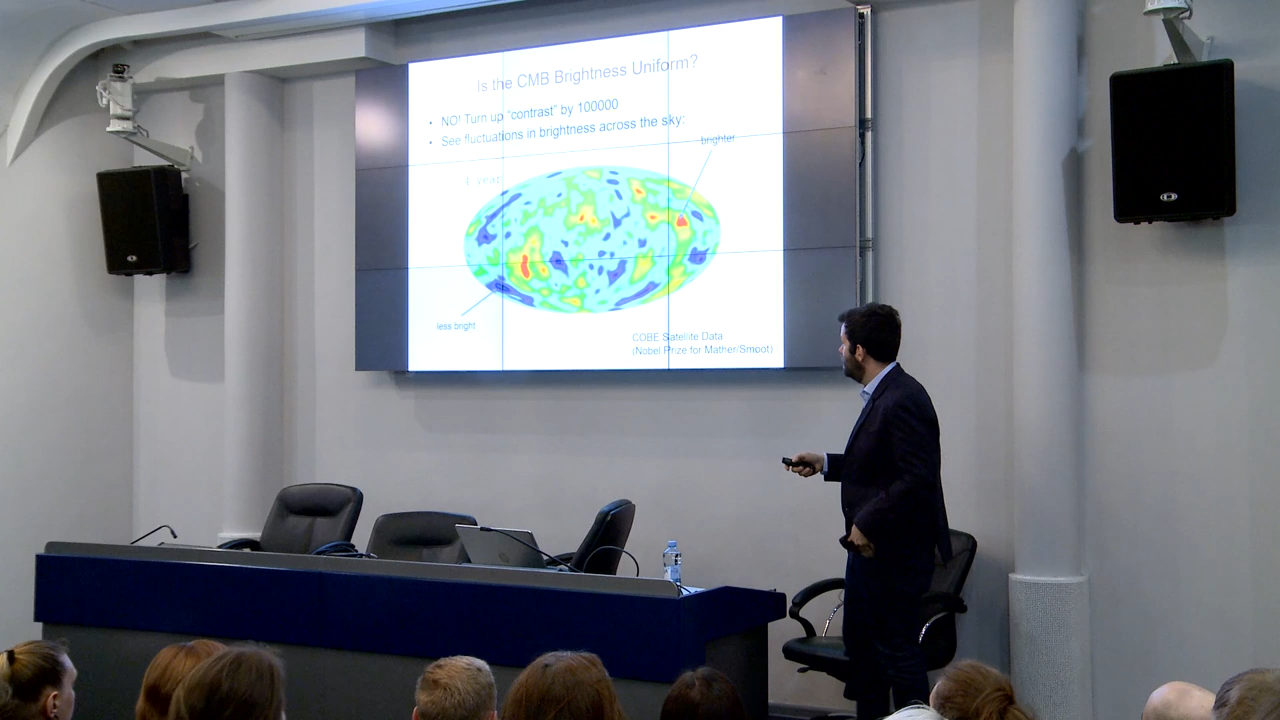 Is the CMB Brightness Uniform?
• NO! Turn up “contrast” by 100000
• See fluctuations in brightness across the sky:
brighter
less bright
COBE Satellite Data
(Nobel Prize for Mather/Smoot)